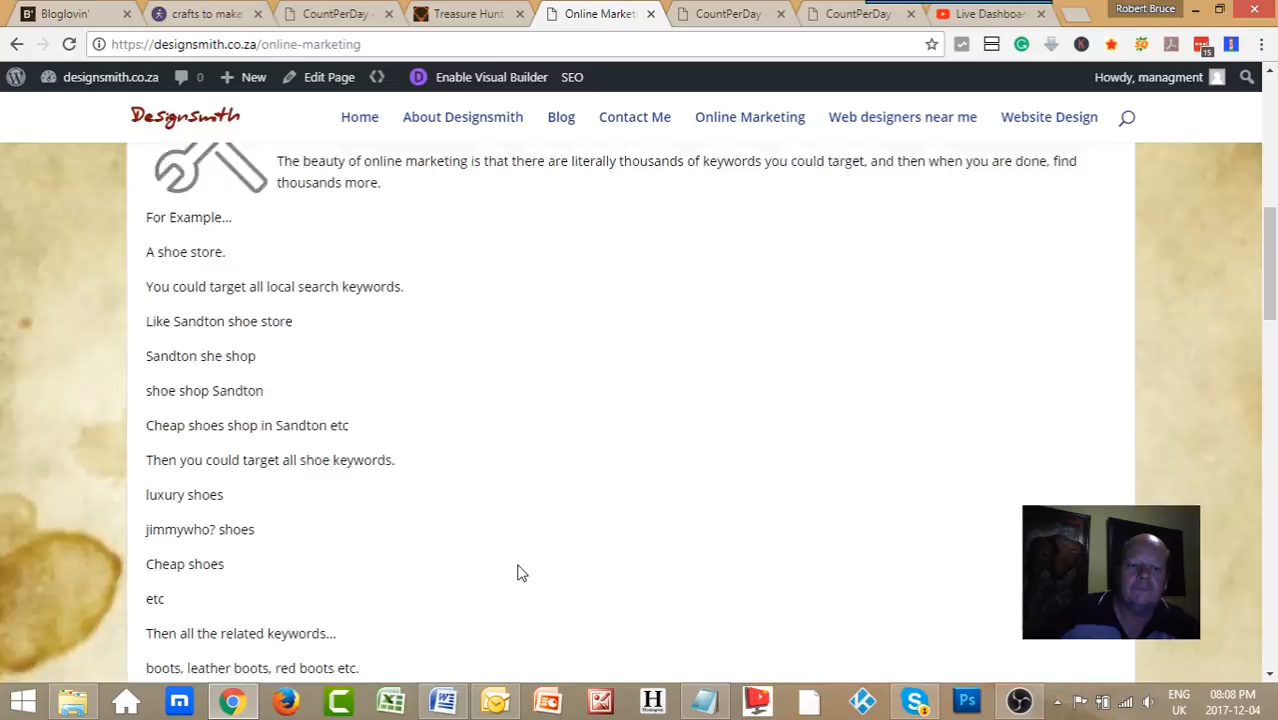 Bloglovin'
crafts to make
CountPerDay
Treasure Hunt
Online Market
CountPerDay
CountPerDay
Live Dashboar
Robert Bruce
https://designsmith.co.za/online-marketing
15
designsmith.co.za
0
New
Edit Page
D
Enable Visual Builder
SEO
Howdy, managment
Designsmith
Home
About Designsmith
Blog
Contact Me
Online Marketing
Web designers near me
Website Design
The beauty of online marketing is that there are literally thousands of keywords you could target, and then when you are done, find
thousands more.
For Example...
A shoe store.
You could target all local search keywords.
Like Sandton shoe store
Sandton she shop
shoe shop Sandton
Cheap shoes shop in Sandton etc
Then you could target all shoe keywords.
luxury shoes
jimmywho? shoes
Cheap shoes
etc
Then all the related keywords...
boots, leather boots, red boots etc.
ENG
UK
08:08 PM
2017-12-04